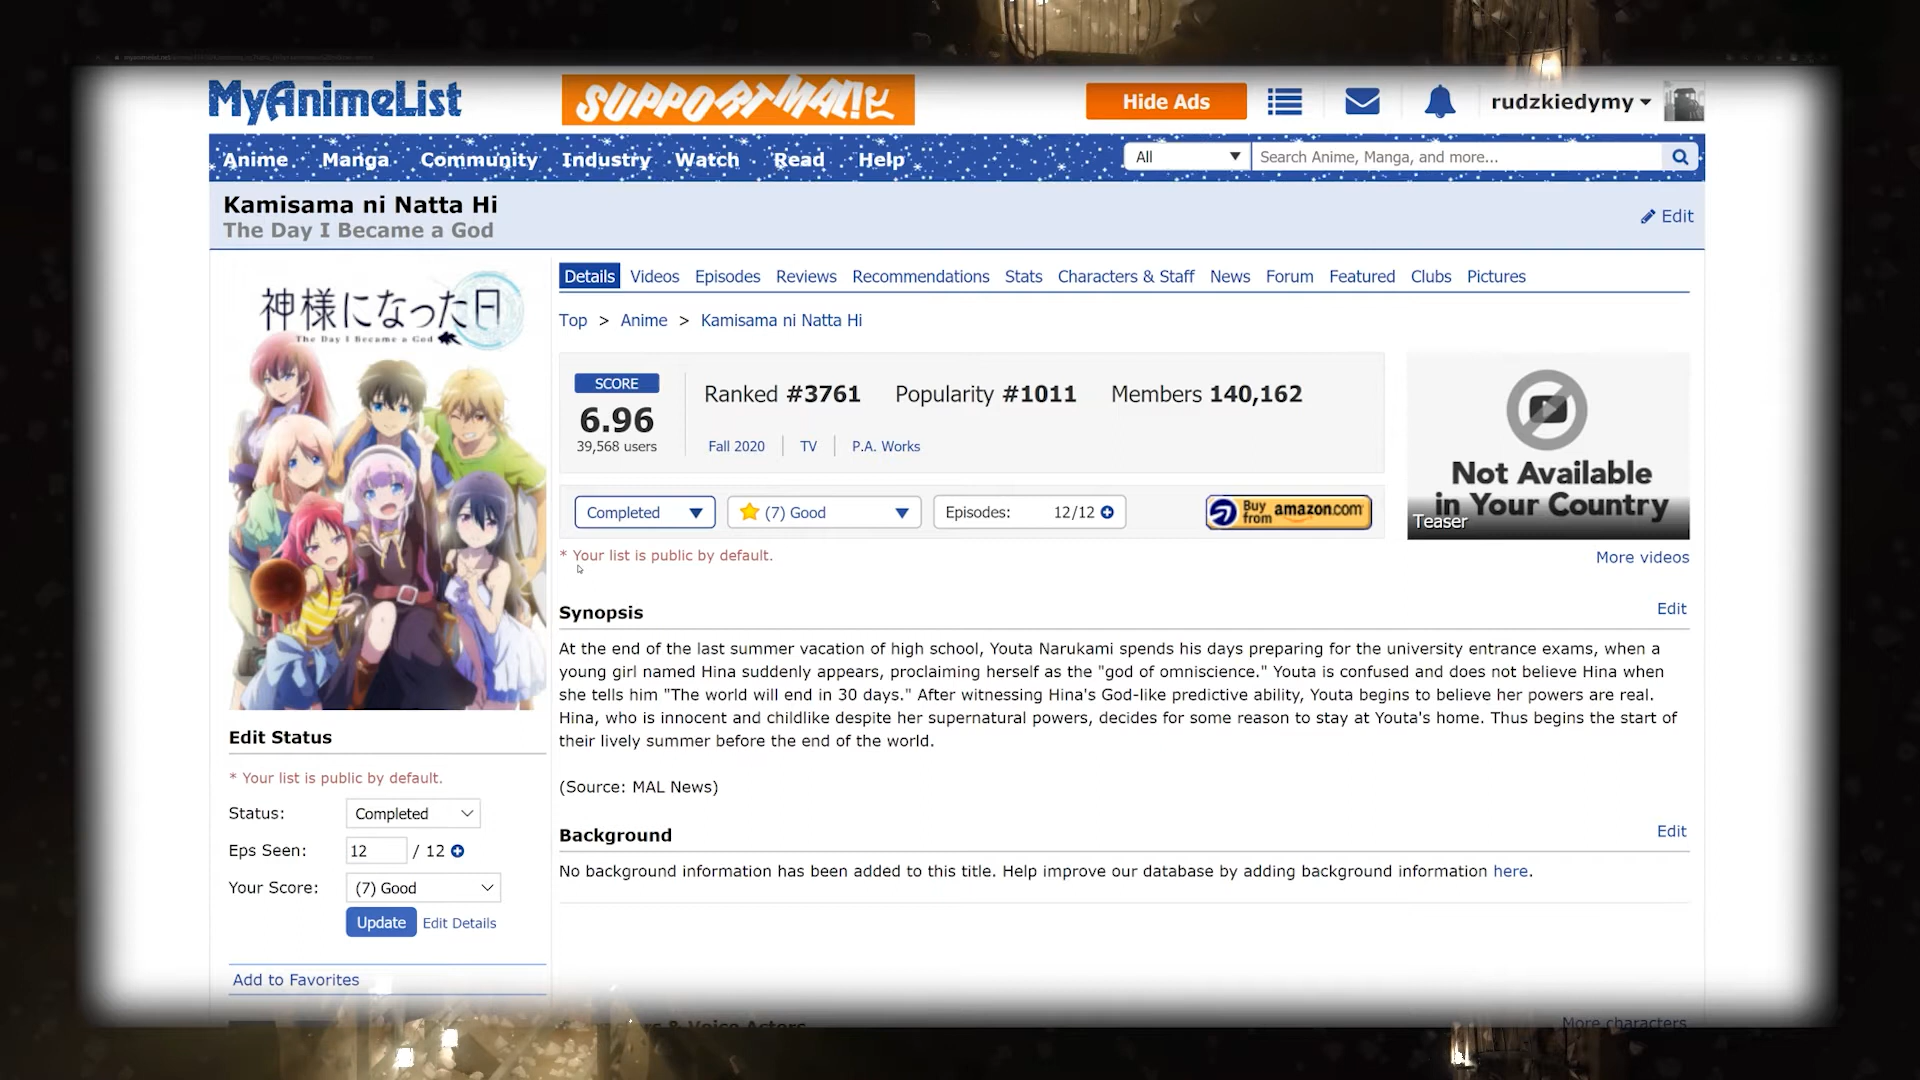 MyAnimeList
SUPPORT MAL!
Hide Ads
rudzkiedymy
Anime Manga Community Industry Watch Read Help
All
Search Anime, Manga, and more...
Kamisama ni Natta Hi
The Day I Became a God
Edit
神様になった日
The Day I Became a God
Details Videos Episodes Reviews Recommendations Stats Characters & Staff News Forum Featured Clubs Pictures
Top > Anime > Kamisama ni Natta Hi
SCORE
6.96
39,568 users
Ranked #3761 Popularity #1011 Members 140,162
Fall 2020 TV P.A. Works
Completed
(7) Good
Episodes: 12/12
Buy from amazon.com
Not Available
in Your Country
Teaser
* Your list is public by default.
More videos
Synopsis
Edit
At the end of the last summer vacation of high school, Youta Narukami spends his days preparing for the university entrance exams, when a
young girl named Hina suddenly appears, proclaiming herself as the "god of omniscience." Youta is confused and does not believe Hina when
she tells him "The world will end in 30 days." After witnessing Hina's God-like predictive ability, Youta begins to believe her powers are real.
Hina, who is innocent and childlike despite her supernatural powers, decides for some reason to stay at Youta's home. Thus begins the start of
their lively summer before the end of the world.
(Source: MAL News)
Background
Edit
No background information has been added to this title. Help improve our database by adding background information here.
Edit Status
* Your list is public by default.
Status: Completed
Eps Seen: 12 / 12
Your Score: (7) Good
Update Edit Details
Add to Favorites
& Voice Actors
More characters